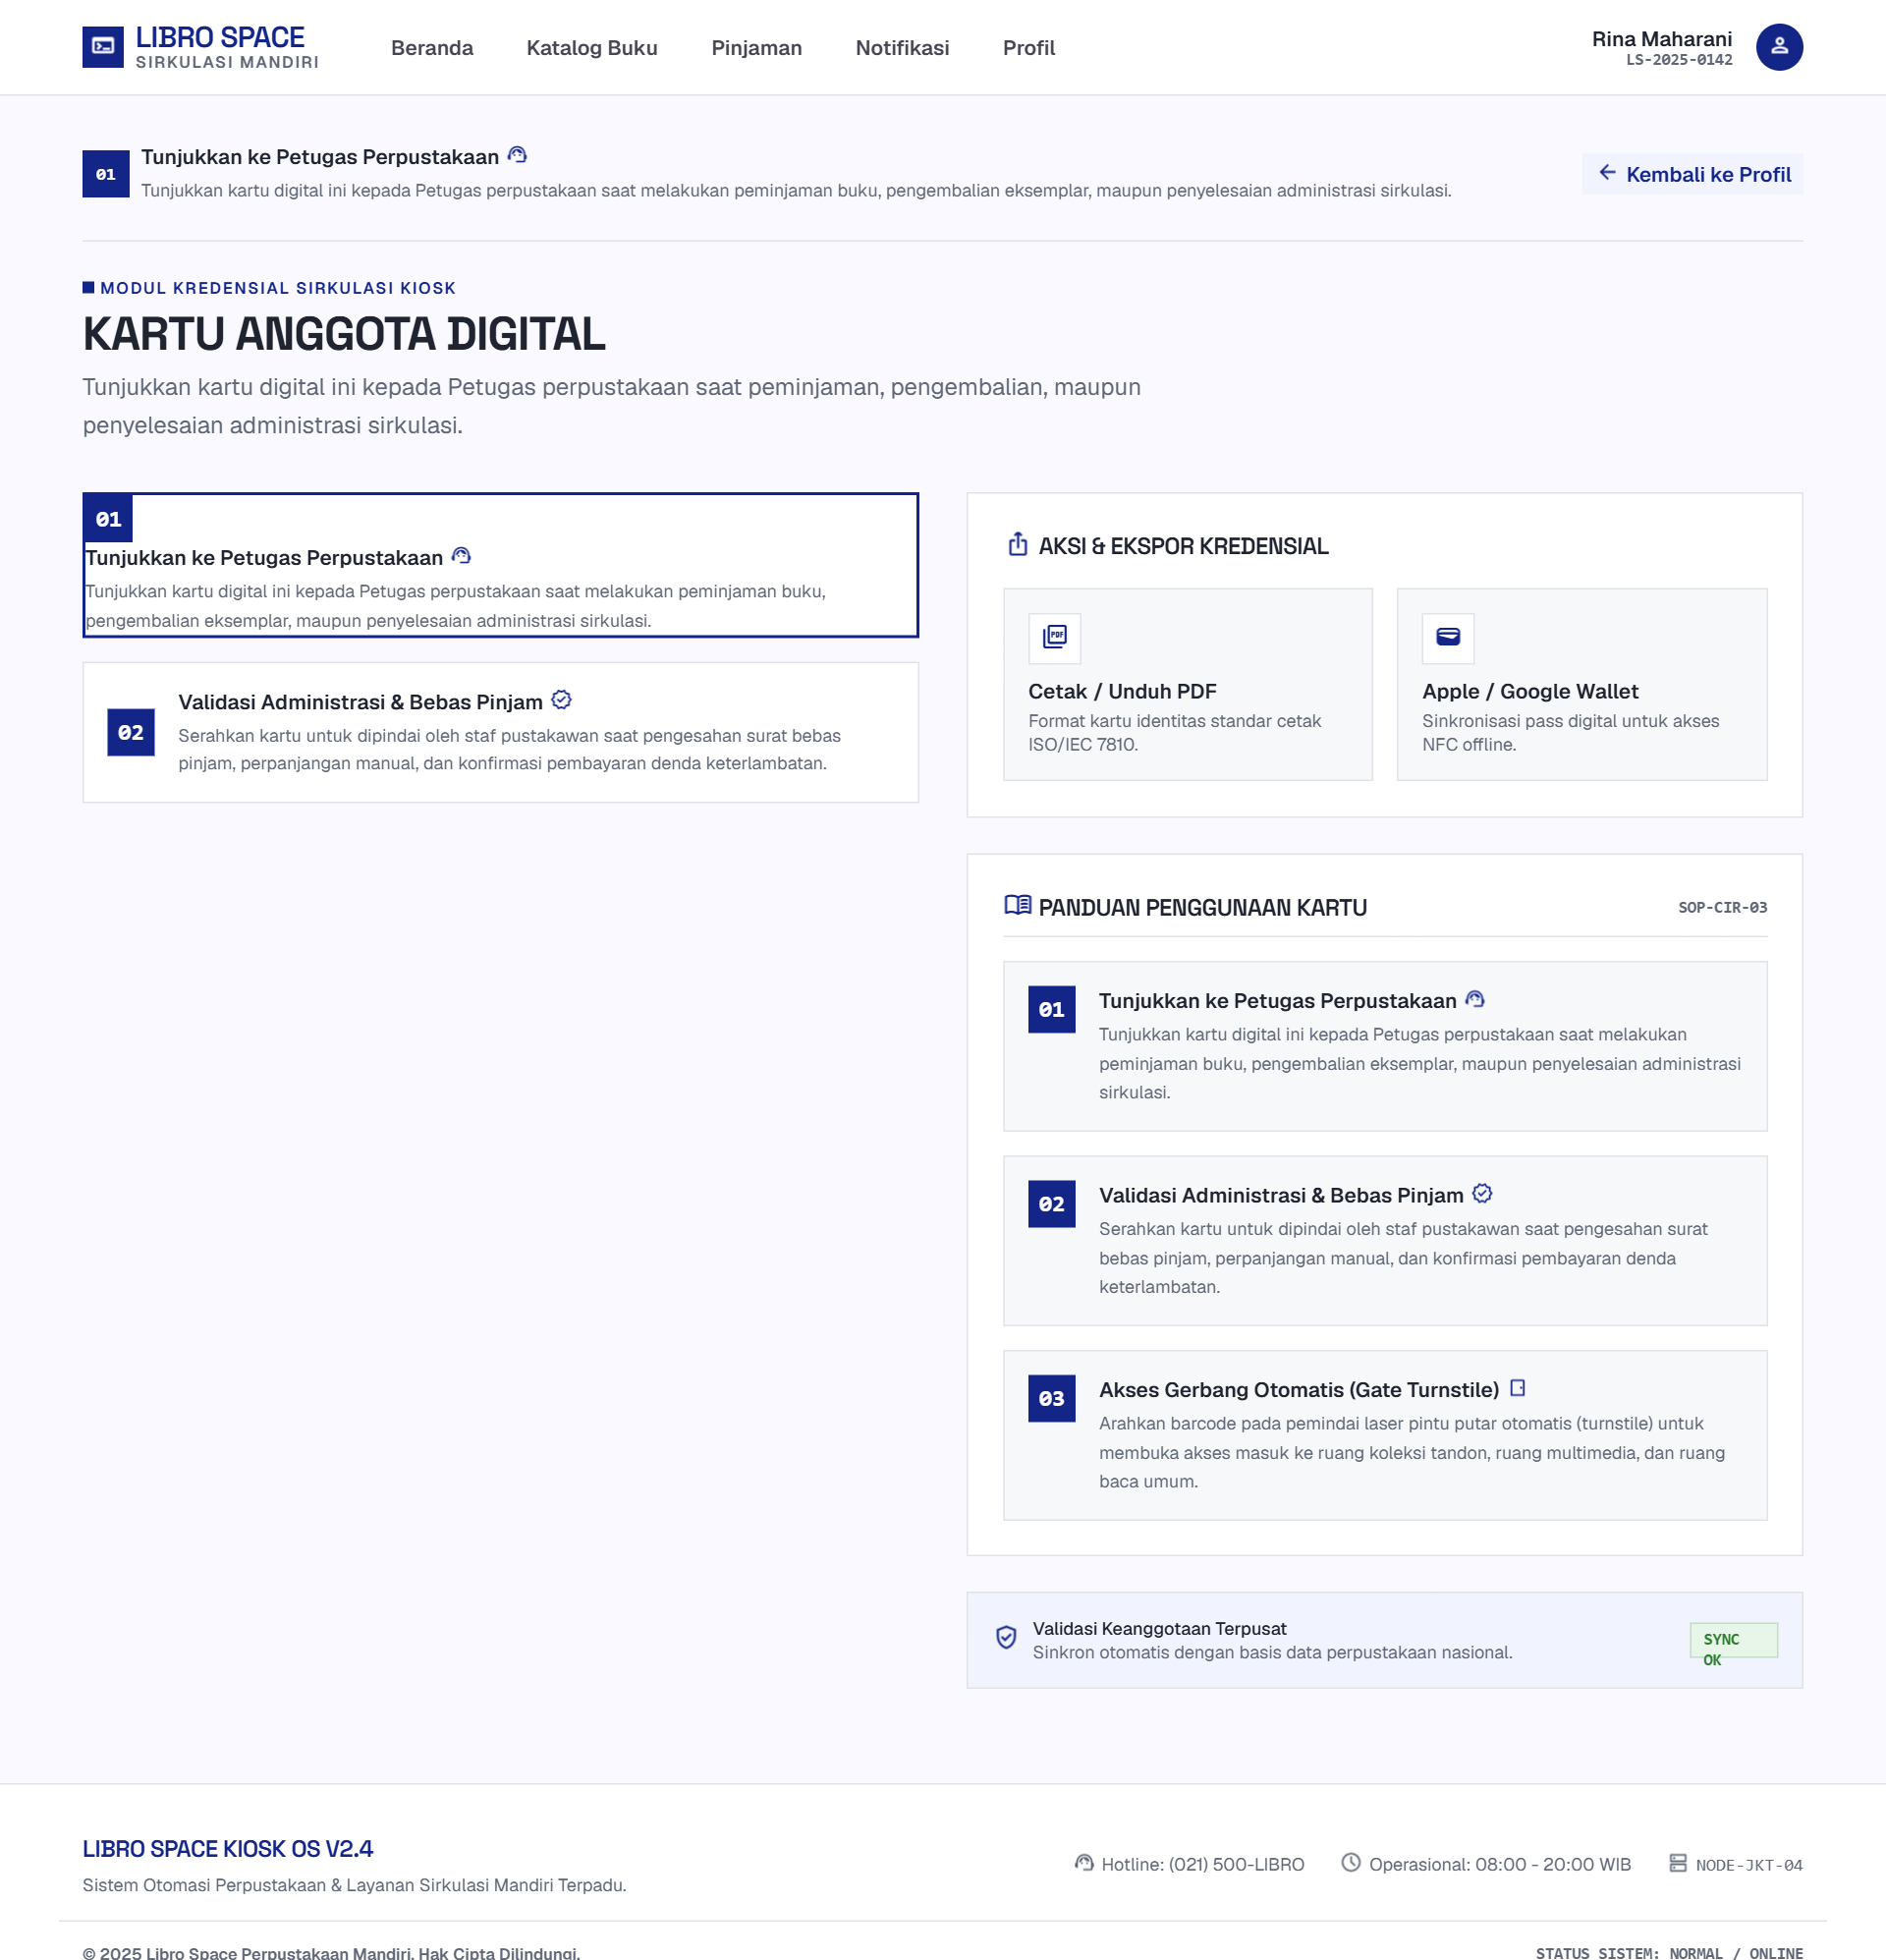 LIBRO SPACE
SIRKULASI MANDIRI
Beranda
Katalog Buku
Pinjaman
Notifikasi
Profil
Rina Maharani
LS-2025-0142
01
Tunjukkan ke Petugas Perpustakaan
Tunjukkan kartu digital ini kepada Petugas perpustakaan saat melakukan peminjaman buku, pengembalian eksemplar, maupun penyelesaian administrasi sirkulasi.
Kembali ke Profil
MODUL KREDENSIAL SIRKULASI KIOSK
KARTU ANGGOTA DIGITAL
Tunjukkan kartu digital ini kepada Petugas perpustakaan saat peminjaman, pengembalian, maupun
penyelesaian administrasi sirkulasi.
01
Tunjukkan ke Petugas Perpustakaan
Tunjukkan kartu digital ini kepada Petugas perpustakaan saat melakukan peminjaman buku,
pengembalian eksemplar, maupun penyelesaian administrasi sirkulasi.
02
Validasi Administrasi & Bebas Pinjam
Serahkan kartu untuk dipindai oleh staf pustakawan saat pengesahan surat bebas
pinjam, perpanjangan manual, dan konfirmasi pembayaran denda keterlambatan.
AKSI & EKSPOR KREDENSIAL
PDF
Cetak / Unduh PDF
Format kartu identitas standar cetak
ISO/IEC 7810.
Apple / Google Wallet
Sinkronisasi pass digital untuk akses
NFC offline.
PANDUAN PENGGUNAAN KARTU
SOP-CIR-03
01
Tunjukkan ke Petugas Perpustakaan
Tunjukkan kartu digital ini kepada Petugas perpustakaan saat melakukan
peminjaman buku, pengembalian eksemplar, maupun penyelesaian administrasi
sirkulasi.
02
Validasi Administrasi & Bebas Pinjam
Serahkan kartu untuk dipindai oleh staf pustakawan saat pengesahan surat
bebas pinjam, perpanjangan manual, dan konfirmasi pembayaran denda
keterlambatan.
03
Akses Gerbang Otomatis (Gate Turnstile)
Arahkan barcode pada pemindai laser pintu putar otomatis (turnstile) untuk
membuka akses masuk ke ruang koleksi tandon, ruang multimedia, dan ruang
baca umum.
Validasi Keanggotaan Terpusat
Sinkron otomatis dengan basis data perpustakaan nasional.
SYNC
OK
LIBRO SPACE KIOSK OS V2.4
Sistem Otomasi Perpustakaan & Layanan Sirkulasi Mandiri Terpadu.
Hotline: (021) 500-LIBRO
Operasional: 08:00 - 20:00 WIB
NODE-JKT-04
© 2025 Libro Space Perpustakaan Mandiri. Hak Cipta Dilindungi.
STATUS SISTEM: NORMAL / ONLINE